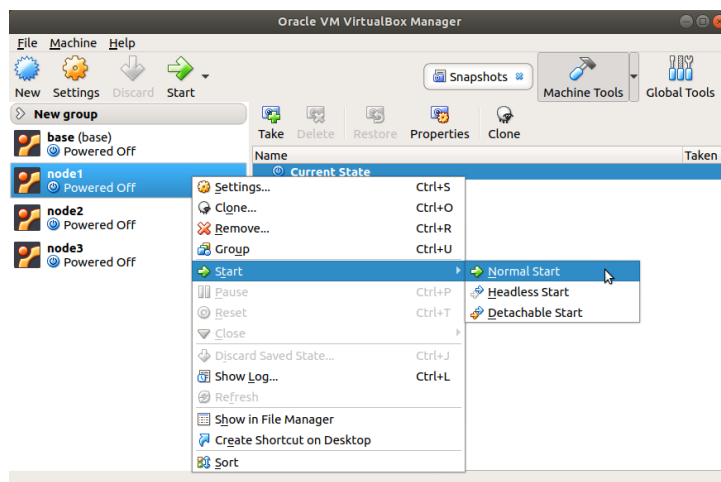 Oracle VM VirtualBox Manager
File Machine Help
New Settings Discard Start Snapshots Machine Tools Global Tools
New group
Take Delete Restore Properties Clone
base (base)
Powered Off
Name Taken
node1
Powered Off
Current State
node2
Powered Off
node3
Powered Off
Settings... Ctrl+S
Clone... Ctrl+O
Remove... Ctrl+R
Group Ctrl+U
Start
Pause Ctrl+P
Reset Ctrl+T
Close
Discard Saved State... Ctrl+J
Show Log... Ctrl+L
Refresh
Show in File Manager
Create Shortcut on Desktop
Sort
Normal Start
Headless Start
Detachable Start